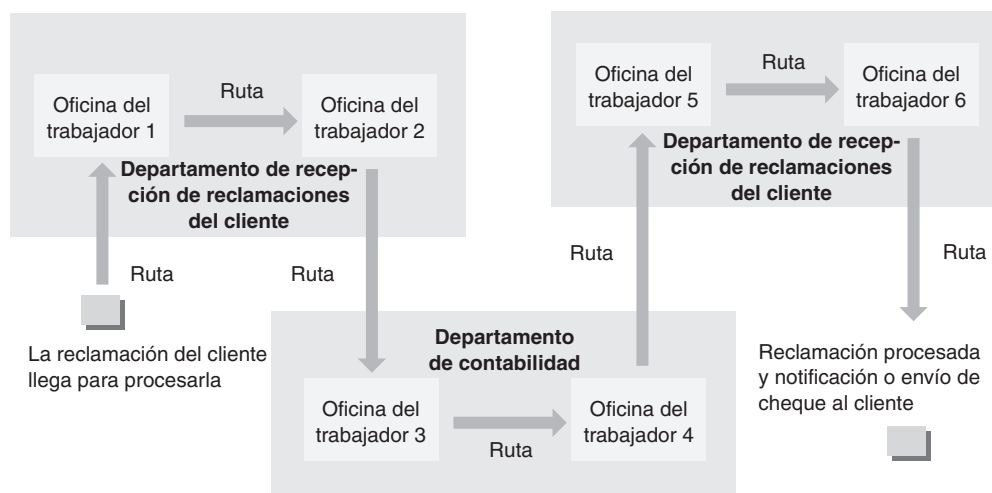 Oficina del
trabajador 1
Ruta
Oficina del
trabajador 2
Departamento de recep-
ción de reclamaciones
del cliente
Ruta
La reclamación del cliente
llega para procesarla
Ruta
Departamento
de contabilidad
Oficina del
trabajador 3
Ruta
Oficina del
trabajador 4
Ruta
Oficina del
trabajador 5
Ruta
Oficina del
trabajador 6
Departamento de recep-
ción de reclamaciones
del cliente
Ruta
Reclamación procesada
y notificación o envío de
cheque al cliente